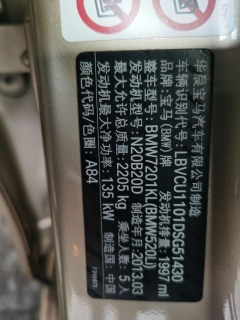 华晨宝马汽车有限公司制造
车辆识别代号: LBVCU1101DSG51430
品牌: 宝马(BMW)牌
整车型号: BMW7201KL(BMW520Li)
发动机型号: N20B20D 发动机排量: 1997 ml
最大允许总质量: 2205 kg 制造年月: 2013.03
发动机最大净功率: 135 kW 乘坐人数: 5 人
颜色代码/色圈: A84 制造国: 中国